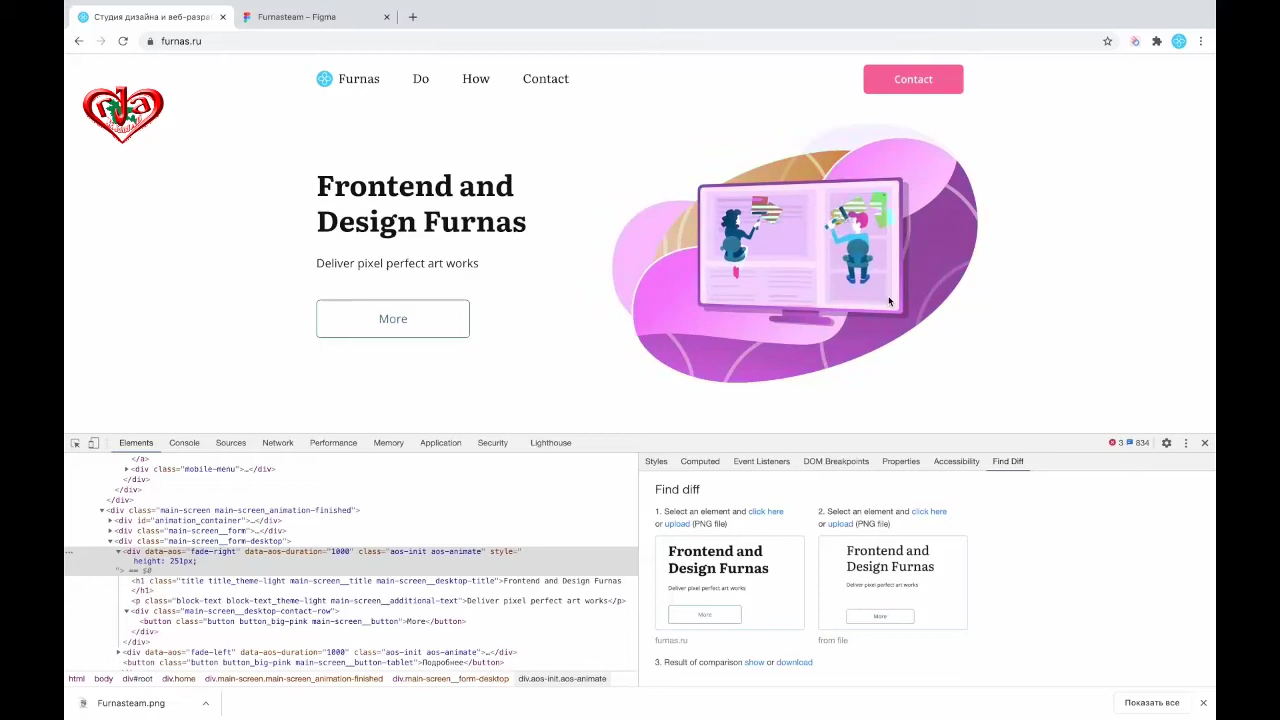 Студия дизайна и веб-разра
Furnasteam – Figma
furnas.ru
Furnas
Do
How
Contact
Contact
rja
Frontend and
Design Furnas
Deliver pixel perfect art works
More
Elements
Console
Sources
Network
Performance
Memory
Application
Security
Lighthouse
3
834
</a>
<div class="mobile-menu">…</div>
</div>
</div>
</div>
<div class="main-screen main-screen_animation-finished">
<div id="animation_container">…</div>
<div class="main-screen__form">…</div>
<div class="main-screen__form-desktop">
<div data-aos="fade-right" data-aos-duration="1000" class="aos-init aos-animate" style="
height: 251px;
"> == $0
<h1 class="title title_theme-light main-screen__title main-screen__desktop-title">Frontend and Design Furnas
</h1>
<p class="block-text block-text_theme-light main-screen__additional-text">Deliver pixel perfect art works</p>
<div class="main-screen__desktop-contact-row">
<button class="button button_big-pink main-screen__button">More</button>
</div>
</div>
<div data-aos="fade-left" data-aos-duration="1000" class="aos-init aos-animate">…</div>
<button class="button button_big-pink main-screen__button-tablet">Подробнее</button>
html
body
div#root
div.home
div.main-screen.main-screen_animation-finished
div.main-screen__form-desktop
div.aos-init.aos-animate
Styles
Computed
Event Listeners
DOM Breakpoints
Properties
Accessibility
Find Diff
Find diff
1. Select an element and click here
or upload (PNG file)
Frontend and
Design Furnas
Deliver pixel perfect art works
More
furnas.ru
2. Select an element and click here
or upload (PNG file)
Frontend and
Design Furnas
Deliver pixel perfect art works
More
from file
3. Result of comparison show or download
Furnasteam.png
Показать все